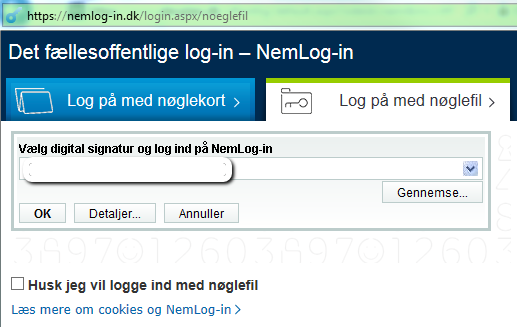 https://nemlog-in.dk/login.aspx/noeglefil
Det fællesoffentlige log-in – NemLog-in
Log på med nøglekort >
Log på med nøglefil >
Vælg digital signatur og log ind på NemLog-in
Gennemse...
OK Detaljer... Annuller
Husk jeg vil logge ind med nøglefil
Læs mere om cookies og NemLog-in >